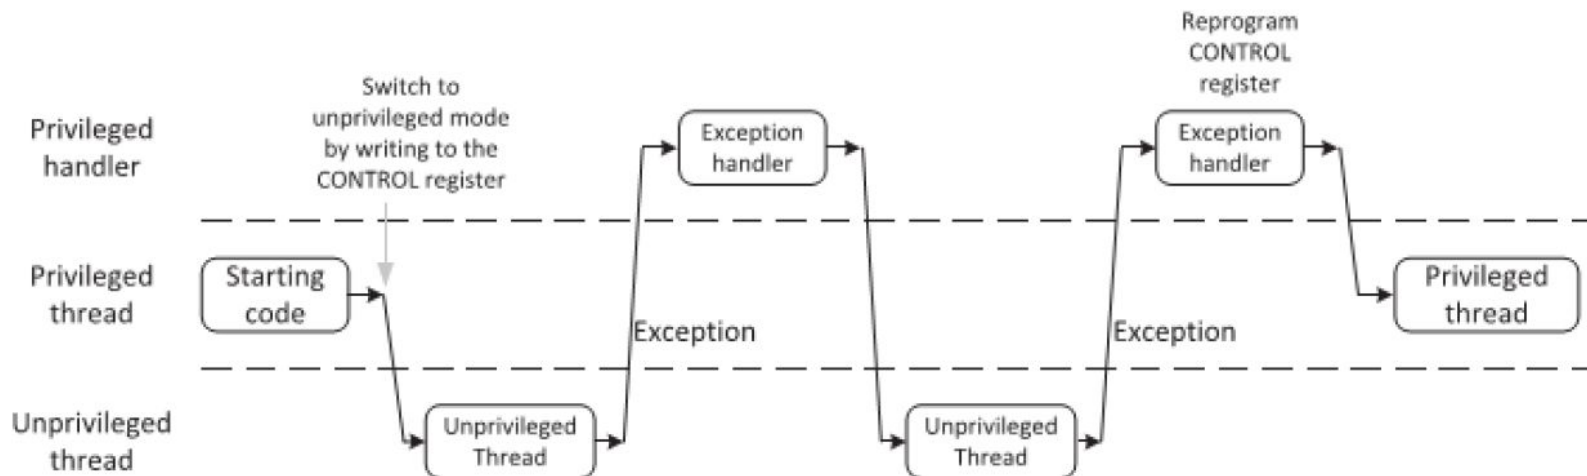 Reprogram
CONTROL
register
Switch to
unprivileged mode
by writing to the
CONTROL register
Privileged
handler
Exception
handler
Exception
handler
Privileged
thread
Starting
code
Privileged
thread
Exception
Exception
Unprivileged
thread
Unprivileged
Thread
Unprivileged
Thread